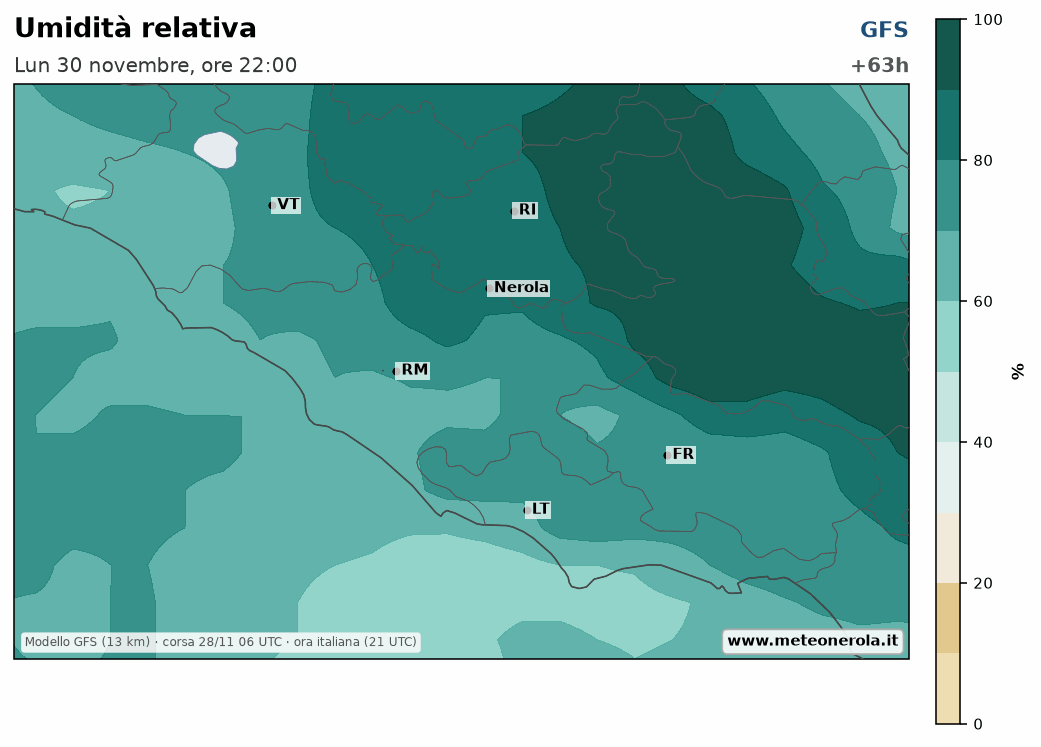 Umidità relativa
GFS
Lun 30 novembre, ore 22:00
+63h
100
80
60
40
20
0
%
VT
RI
Nerola
RM
FR
LT
Modello GFS (13 km) · corsa 28/11 06 UTC · ora italiana (21 UTC)
www.meteonerola.it